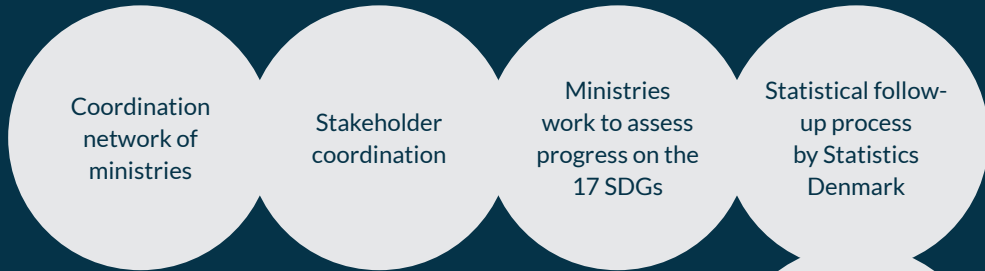 Coordination
network of
ministries
Stakeholder
coordination
Ministries
work to assess
progress on the
17 SDGs
Statistical follow-
up process
by Statistics
Denmark